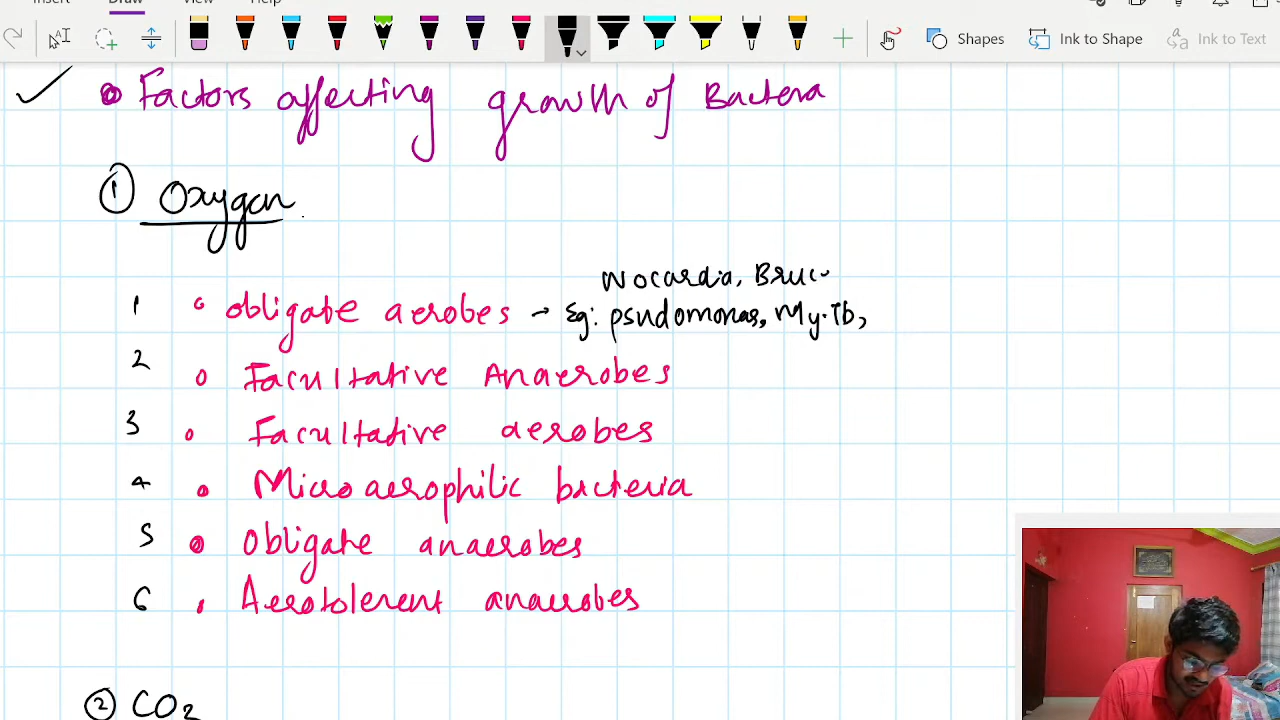 Insert Draw View Help
Shapes Ink to Shape Ink to Text
Factors affecting growth of Bactera
① Oxygen
Nocardia, Bruc
1 obligate aerobes → Eg: psudomonas, My.Tb,
2 Facultative Anaerobes
3 Facultative aerobes
4 Microaerophilic bacteria
5 Obligate anaerobes
6 Aerotolerent anaerobes
② CO2